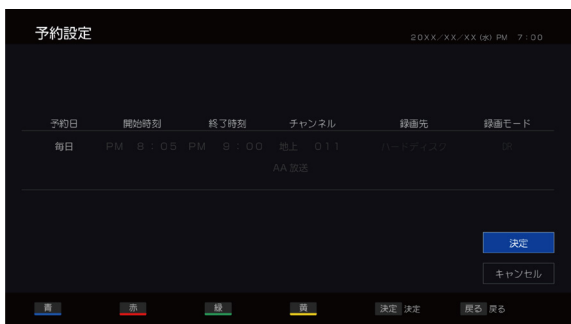 予約設定
20XX/XX/XX (水) PM 7:00
予約日 開始時刻 終了時刻 チャンネル 録画先 録画モード
毎日 PM 8:05 PM 9:00 地上 011 ハードディスク DR
AA 放送
決定
キャンセル
青 赤 緑 黄 決定 決定 戻る 戻る